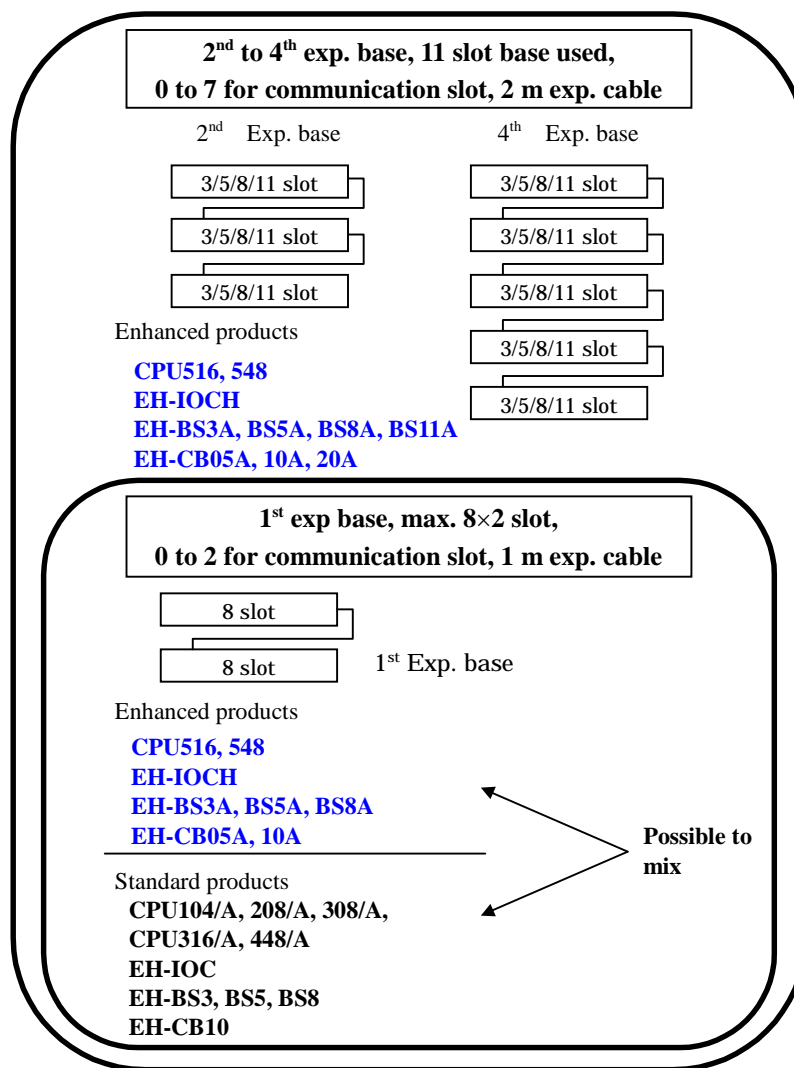 2nd to 4th exp. base, 11 slot base used,
0 to 7 for communication slot, 2 m exp. cable
2nd Exp. base
3/5/8/11 slot
3/5/8/11 slot
3/5/8/11 slot
4th Exp. base
3/5/8/11 slot
3/5/8/11 slot
3/5/8/11 slot
3/5/8/11 slot
3/5/8/11 slot
Enhanced products
CPU516, 548
EH-IOCH
EH-BS3A, BS5A, BS8A, BS11A
EH-CB05A, 10A, 20A
1st exp base, max. 8×2 slot,
0 to 2 for communication slot, 1 m exp. cable
8 slot
8 slot
1st Exp. base
Enhanced products
CPU516, 548
EH-IOCH
EH-BS3A, BS5A, BS8A
EH-CB05A, 10A
Possible to
mix
Standard products
CPU104/A, 208/A, 308/A,
CPU316/A, 448/A
EH-IOC
EH-BS3, BS5, BS8
EH-CB10